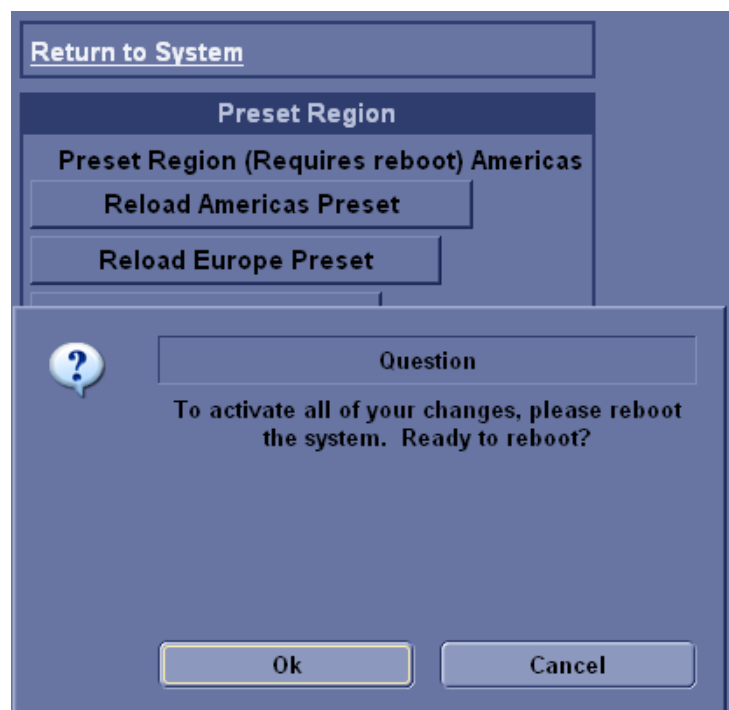 Return to System
Preset Region
Preset Region (Requires reboot) Americas
Reload Americas Preset
Reload Europe Preset
?
Question
To activate all of your changes, please reboot
the system.  Ready to reboot?
Ok
Cancel